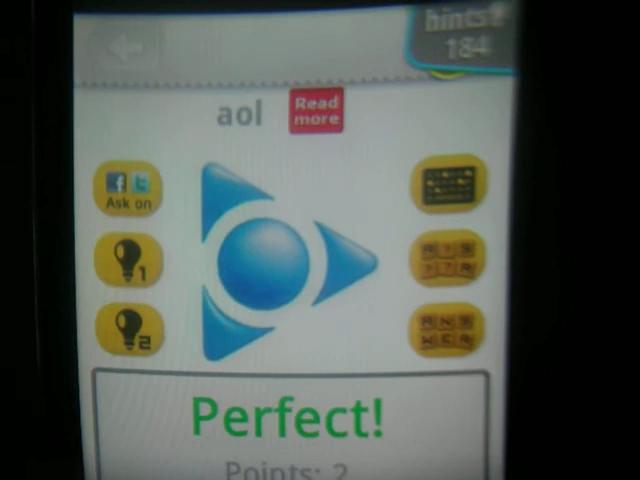 hints:
184
aol
Read
more
Ask on
1
2
Perfect!
Points: 2